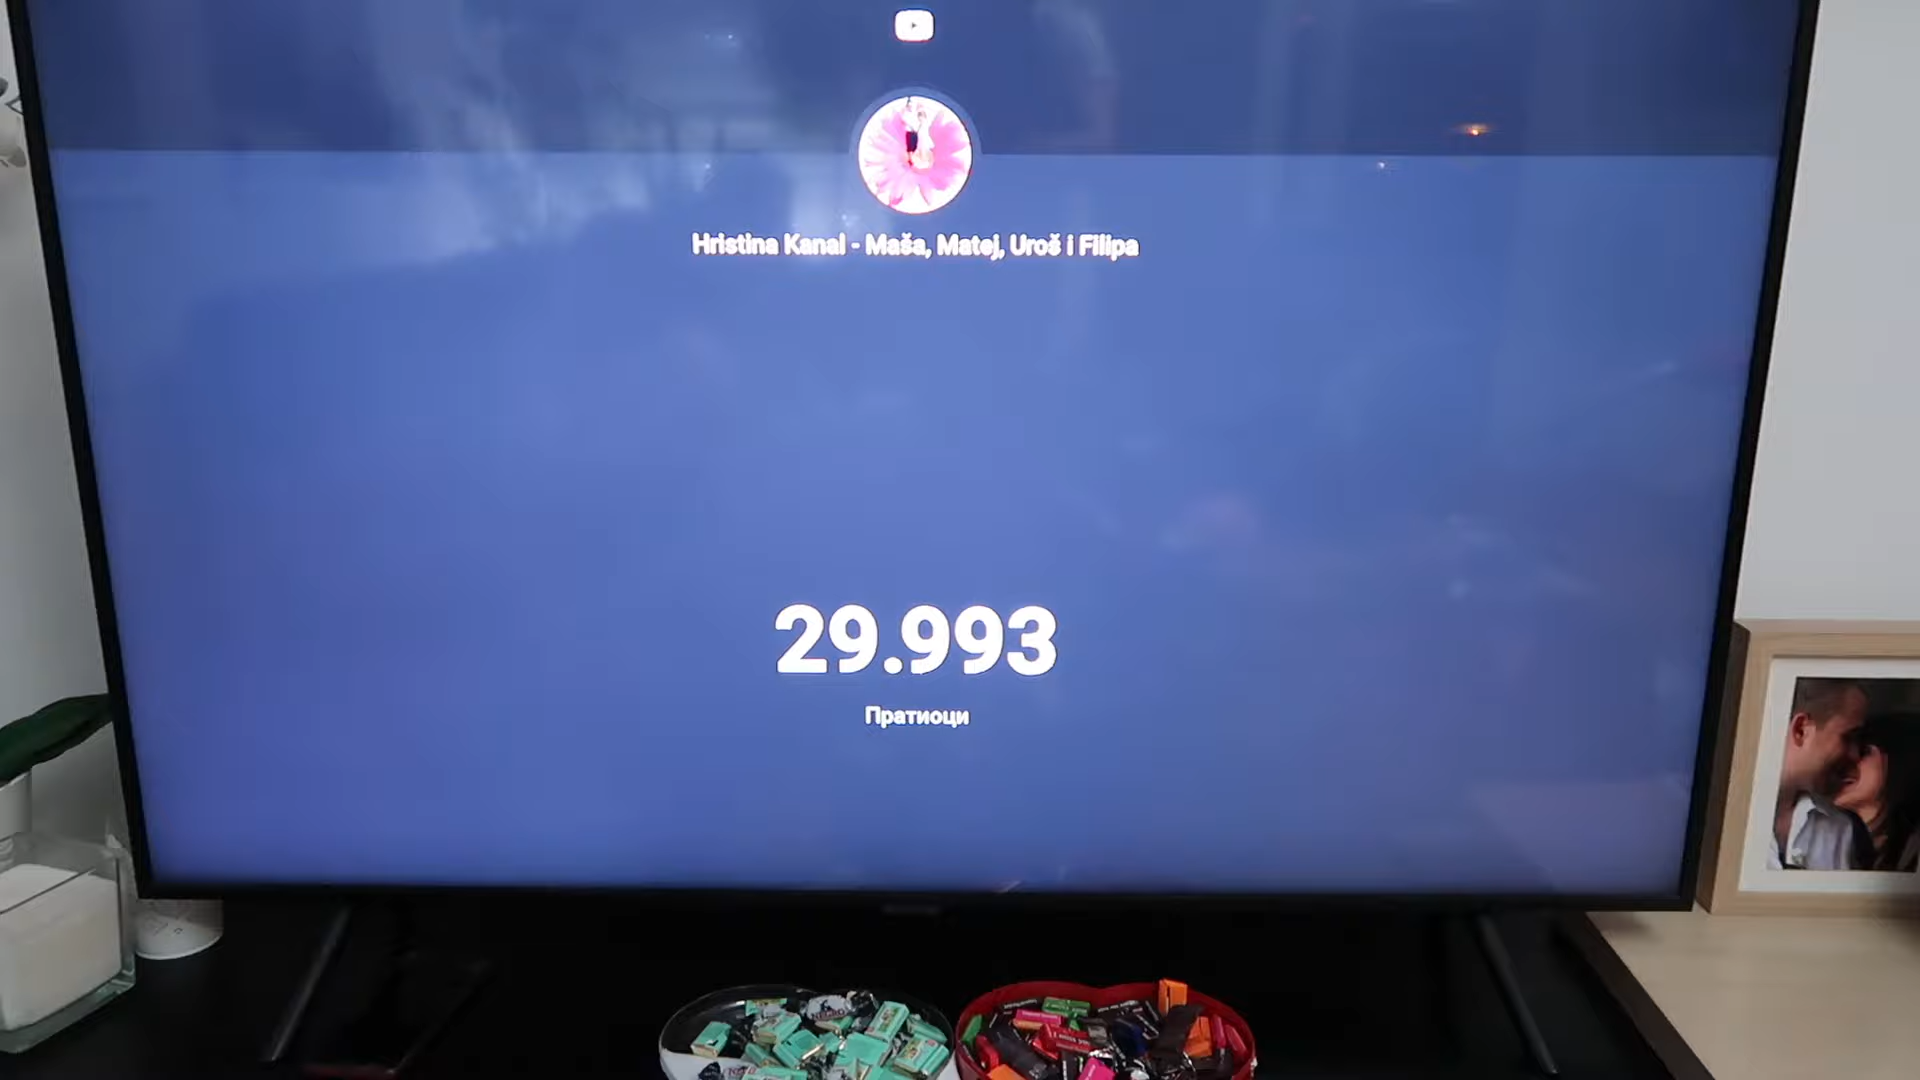 Hristina Kanal - Maša, Matej, Uroš i Filipa
29.993
Пратиоци